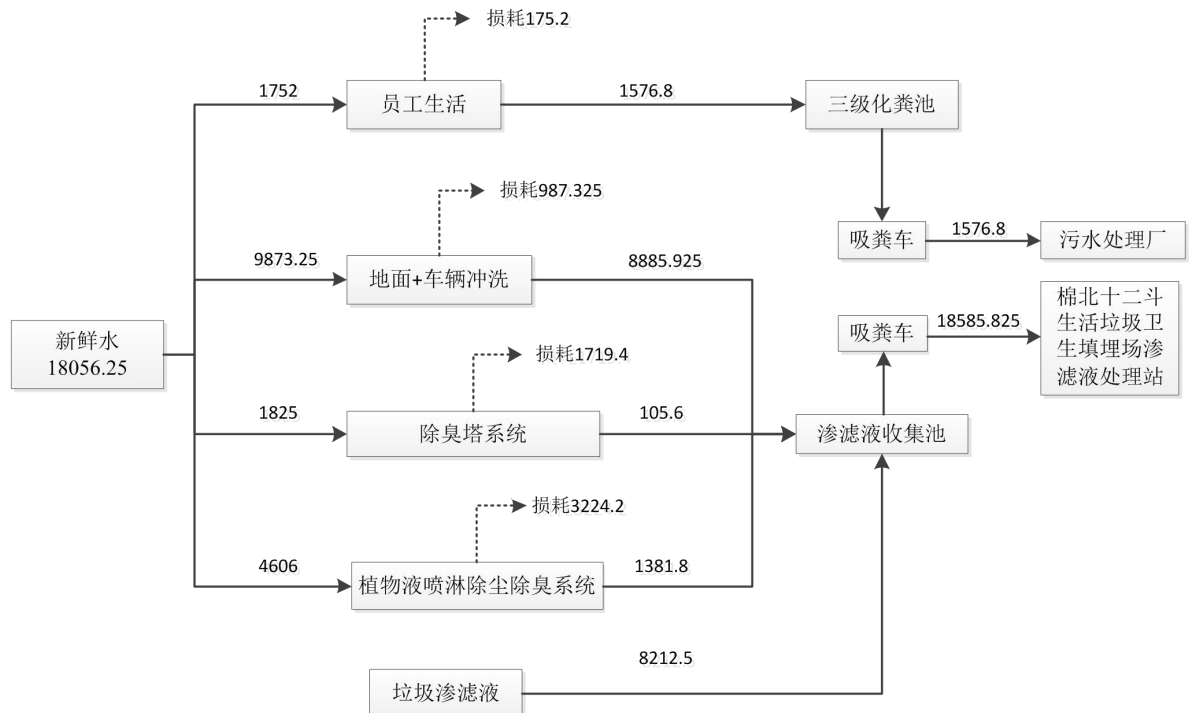 损耗175.2
1752
员工生活
1576.8
三级化粪池
损耗987.325
9873.25
地面+车辆冲洗
8885.925
吸粪车
1576.8
污水处理厂
新鲜水
18056.25
损耗1719.4
1825
除臭塔系统
105.6
渗滤液收集池
吸粪车
18585.825
棉北十二斗
生活垃圾卫
生填埋场渗
滤液处理站
损耗3224.2
4606
植物液喷淋除尘除臭系统
1381.8
垃圾渗滤液
8212.5